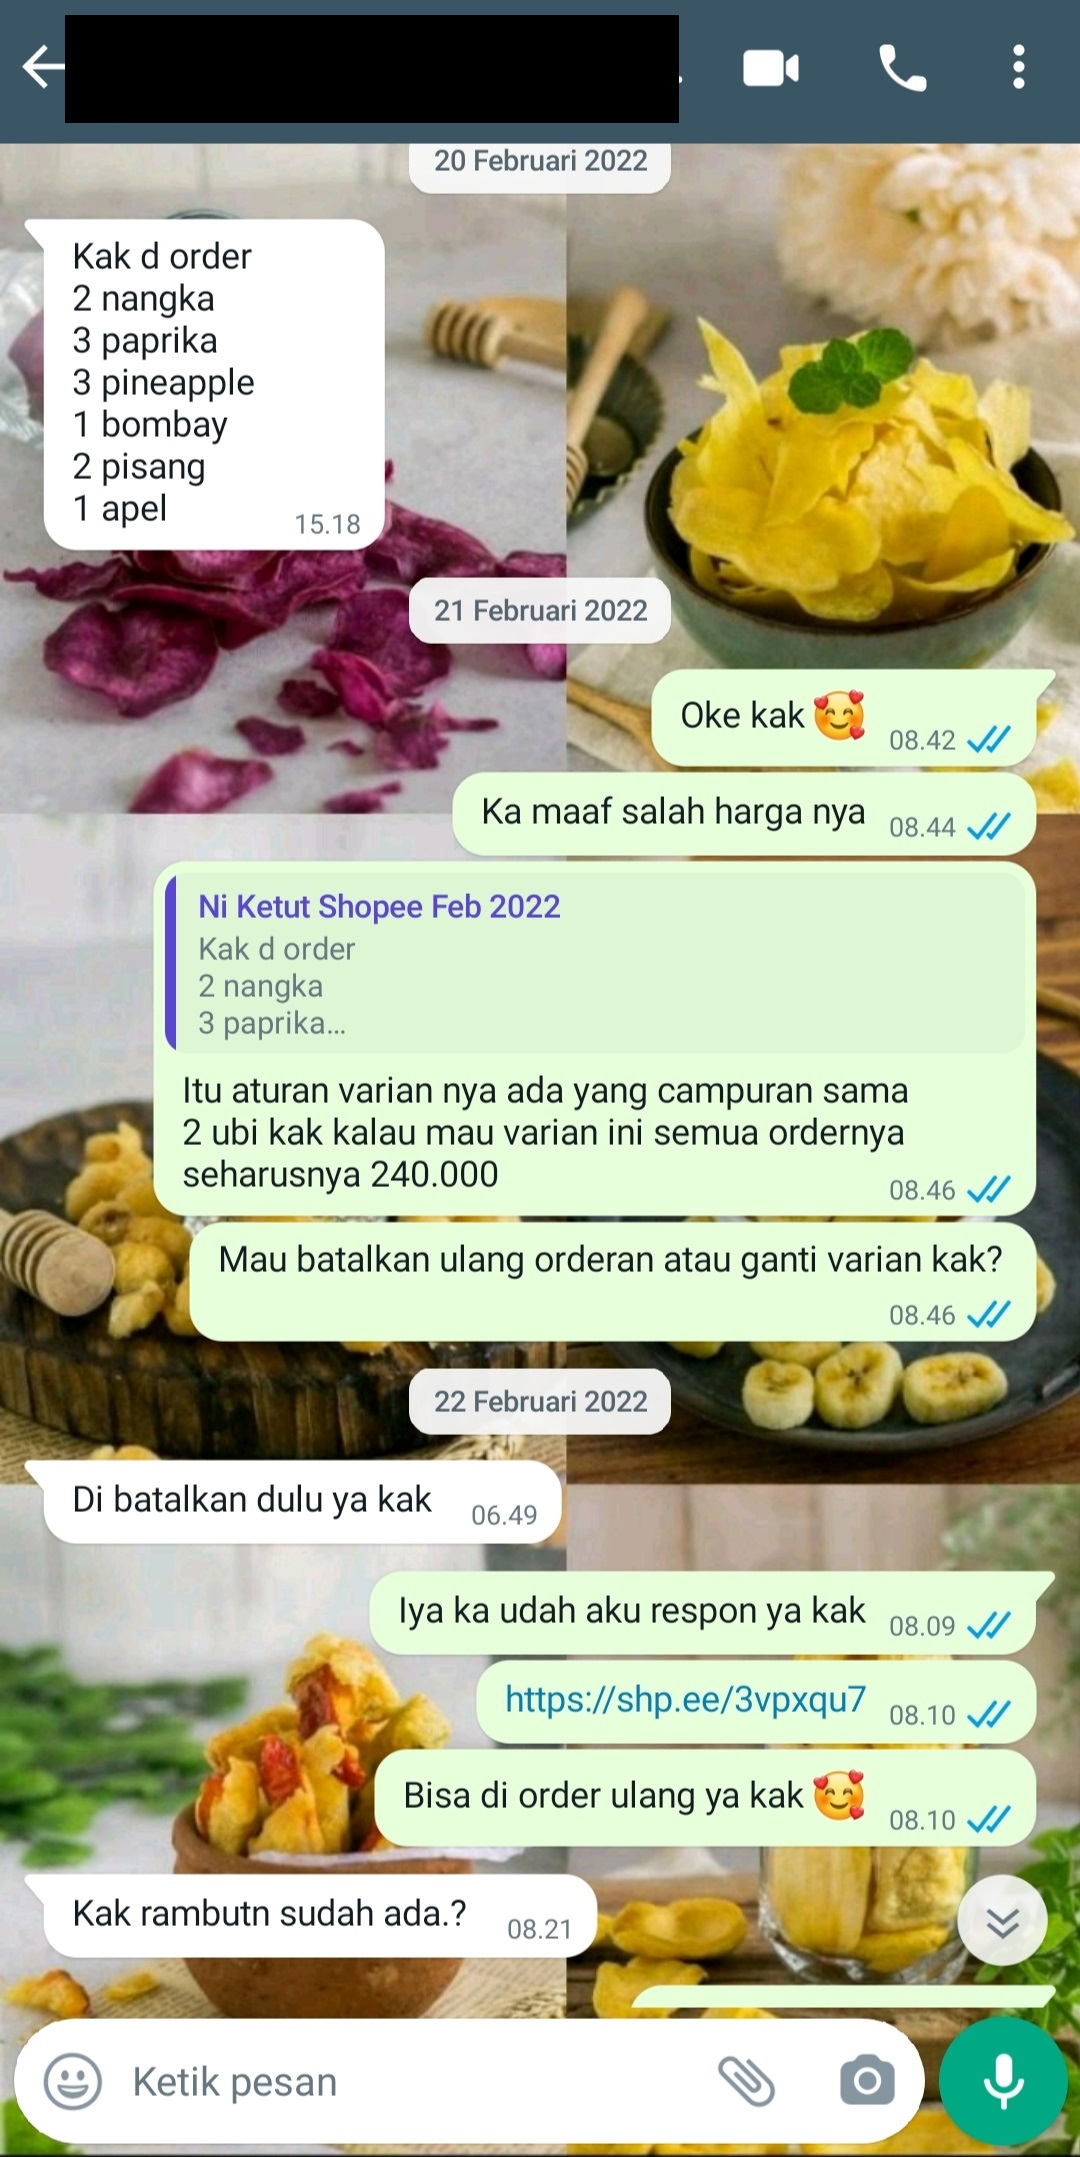 20 Februari 2022
Kak d order
2 nangka
3 paprika
3 pineapple
1 bombay
2 pisang
1 apel
15.18
21 Februari 2022
Oke kak 🥰
08.42
Ka maaf salah harga nya
08.44
Ni Ketut Shopee Feb 2022
Kak d order
2 nangka
3 paprika...
Itu aturan varian nya ada yang campuran sama
2 ubi kak kalau mau varian ini semua ordernya
seharusnya 240.000
08.46
Mau batalkan ulang orderan atau ganti varian kak?
08.46
22 Februari 2022
Di batalkan dulu ya kak
06.49
Iya ka udah aku respon ya kak
08.09
https://shp.ee/3vpxqu7
08.10
Bisa di order ulang ya kak 🥰
08.10
Kak rambutn sudah ada.?
08.21
Ketik pesan